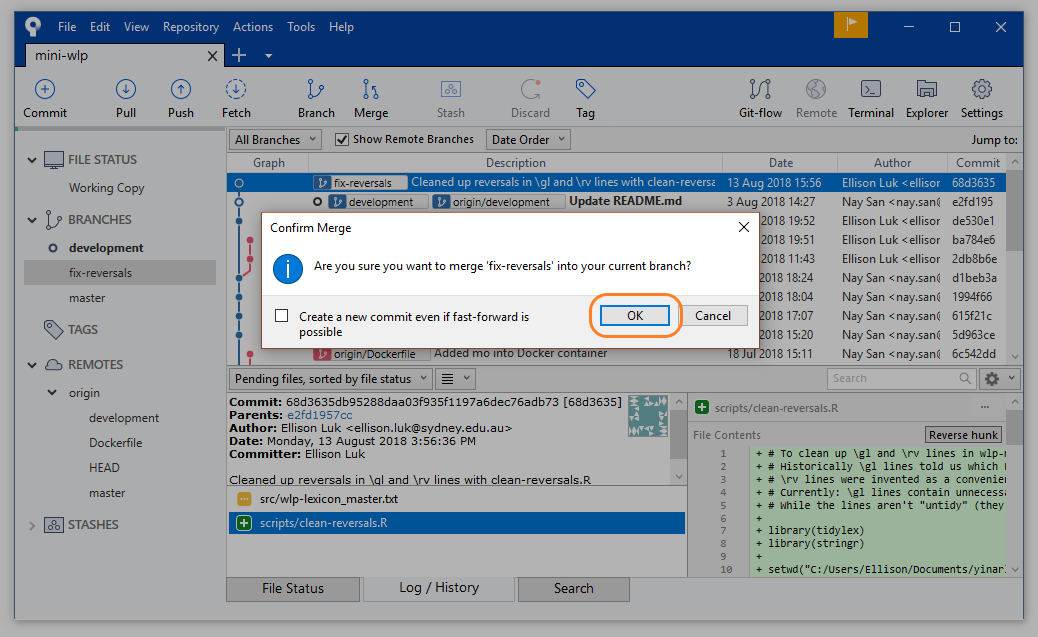 File Edit View Repository Actions Tools Help
mini-wlp
Commit Pull Push Fetch Branch Merge Stash Discard Tag Git-flow Remote Terminal Explorer Settings
All Branches Show Remote Branches Date Order Jump to:
Graph Description Date Author Commit
FILE STATUS
Working Copy
BRANCHES
development
fix-reversals
master
TAGS
REMOTES
origin
development
Dockerfile
HEAD
master
STASHES
fix-reversals Cleaned up reversals in \gl and \rv lines with clean-reversa 13 Aug 2018 15:56 Ellison Luk <ellison 68d3635
development origin/development Update README.md 3 Aug 2018 14:27 Nay San <nay.san@ e2fd195
2018 19:52 Ellison Luk <ellison de530e1
2018 19:51 Nay San <nay.san@ ba784e6
2018 11:43 Ellison Luk <ellison 2db8b6e
2018 18:24 Nay San <nay.san@ d1beb3a
2018 18:04 Nay San <nay.san@ 1994f66
2018 17:07 Nay San <nay.san@ 615f21c
2018 15:20 Nay San <nay.san@ 5d963ce
origin/Dockerfile Added mo into Docker container 18 Jul 2018 15:11 Nay San <nay.san@ 6c542dd
Confirm Merge
Are you sure you want to merge 'fix-reversals' into your current branch?
Create a new commit even if fast-forward is
possible
OK Cancel
Pending files, sorted by file status Search
Commit: 68d3635db95288daa03f935f1197a6dec76adb73 [68d3635]
Parents: e2fd1957cc
Author: Ellison Luk <ellison.luk@sydney.edu.au>
Date: Monday, 13 August 2018 3:56:36 PM
Committer: Ellison Luk
Cleaned up reversals in \gl and \rv lines with clean-reversals.R
src/wlp-lexicon_master.txt
scripts/clean-reversals.R
scripts/clean-reversals.R ...
File Contents Reverse hunk
1 + # To clean up \gl and \rv lines in wlp-
2 + # Historically \gl lines told us which
3 + # \rv lines were invented as a convenien
4 + # Currently: \gl lines contain unnecessa
5 + # While the lines aren't "untidy" (they
6 +
7 + library(tidylex)
8 + library(stringr)
9 +
10 + setwd("C:/Users/Ellison/Documents/yinar
File Status Log / History Search